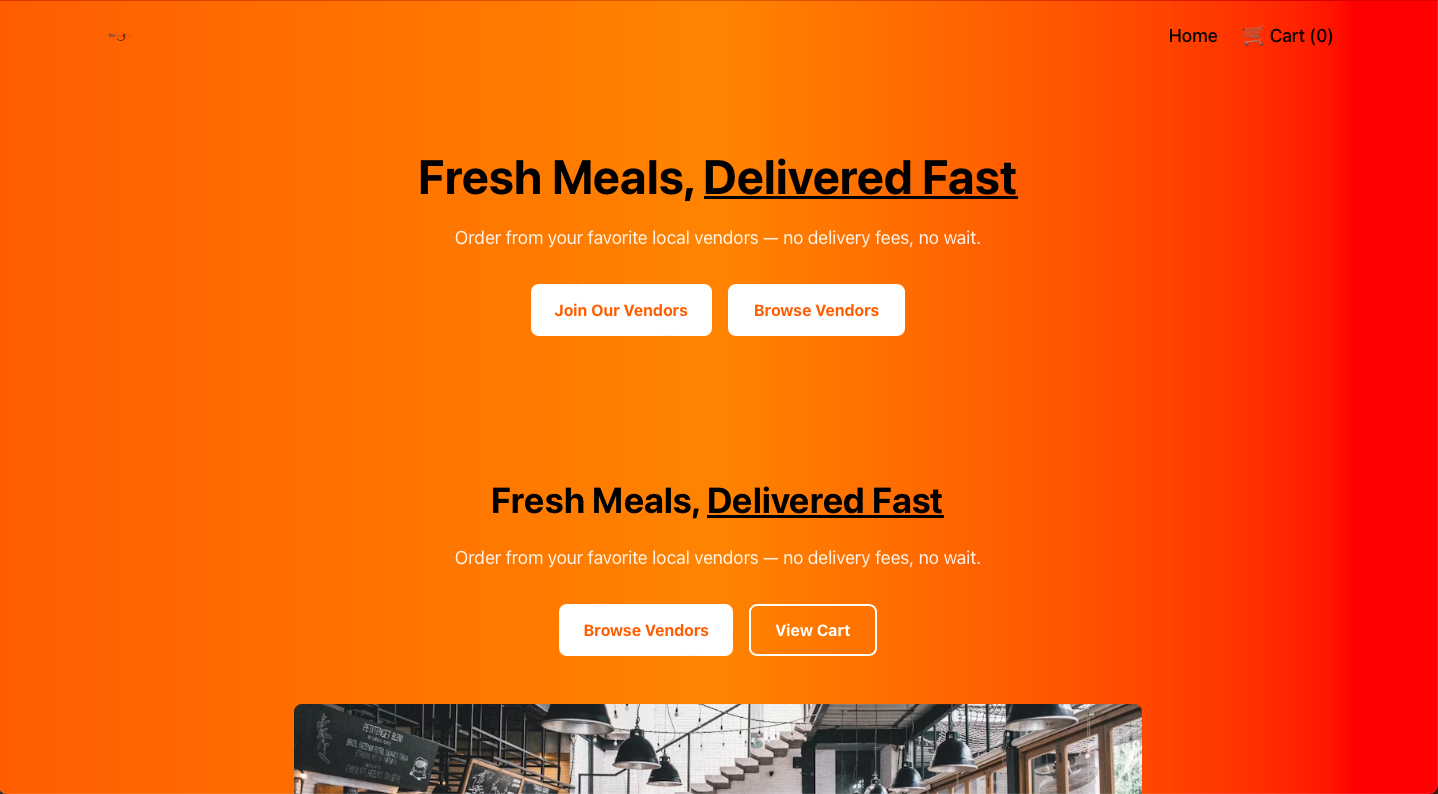 Home
🛒 Cart (0)
Fresh Meals, Delivered Fast
Order from your favorite local vendors — no delivery fees, no wait.
Join Our Vendors
Browse Vendors
Fresh Meals, Delivered Fast
Order from your favorite local vendors — no delivery fees, no wait.
Browse Vendors
View Cart
PETITENGET BLEND